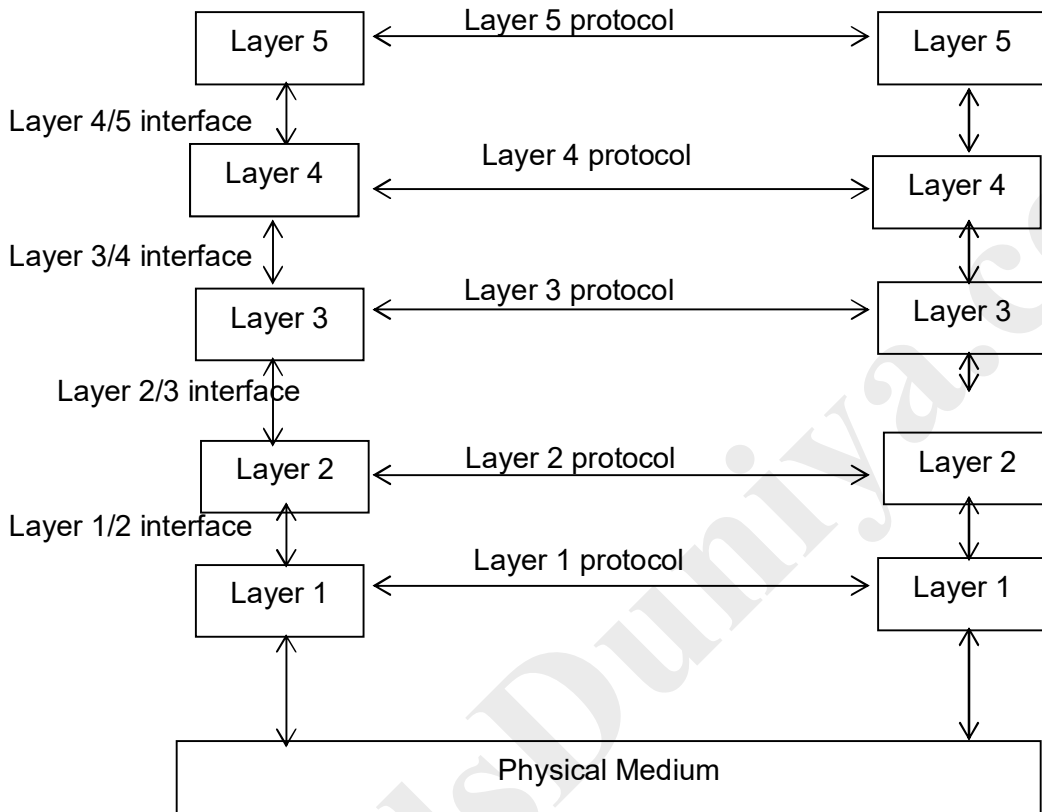 Layer 5 protocol
Layer 5
Layer 5
Layer 4/5 interface
Layer 4 protocol
Layer 4
Layer 4
Layer 3/4 interface
Layer 3 protocol
Layer 3
Layer 3
Layer 2/3 interface
Layer 2 protocol
Layer 2
Layer 2
Layer 1/2 interface
Layer 1 protocol
Layer 1
Layer 1
Physical Medium
dsDuniya.co